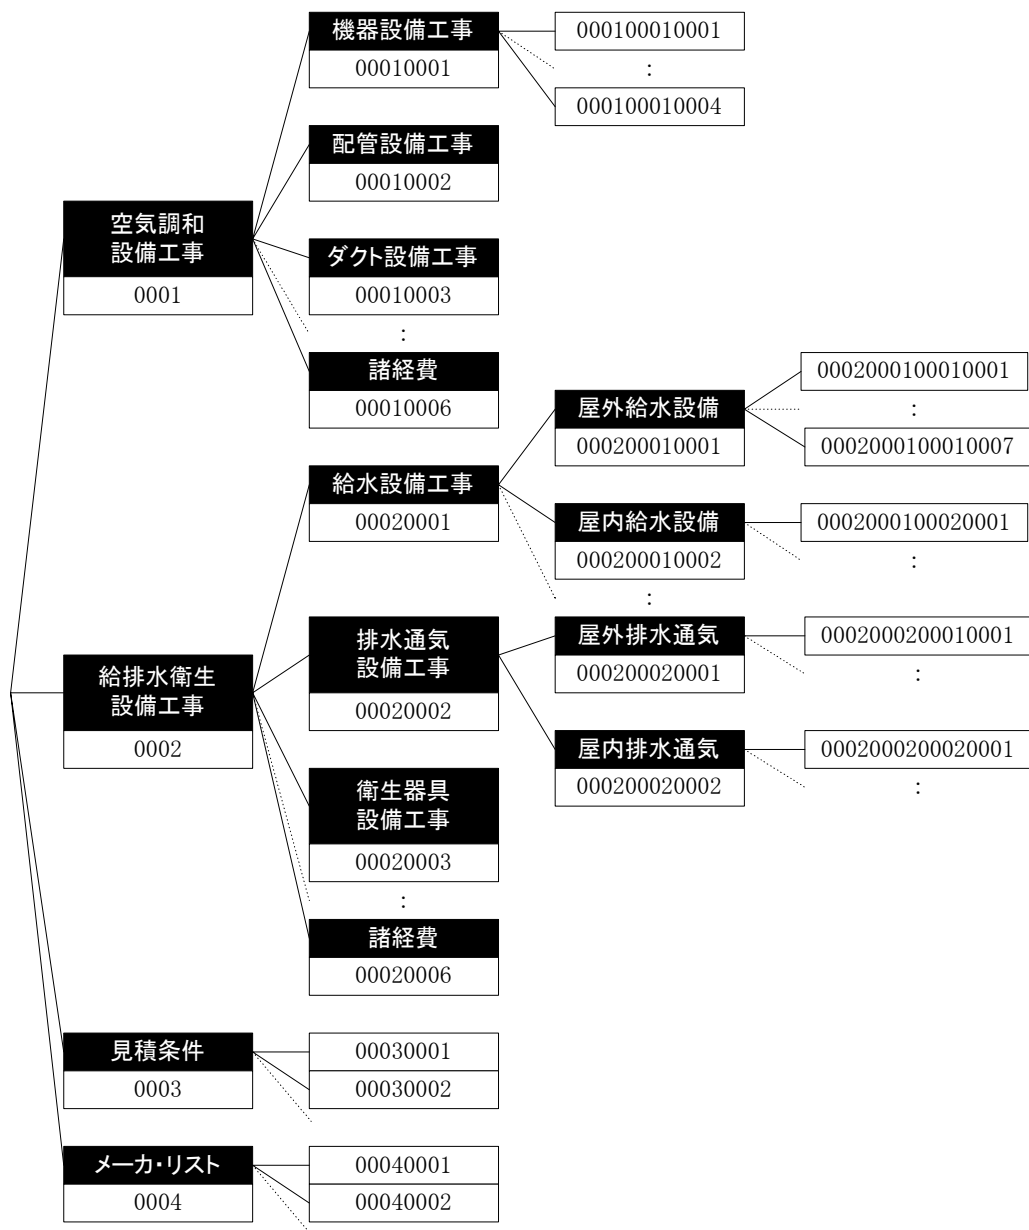 機器設備工事
00010001
000100010001
:
000100010004
配管設備工事
00010002
空気調和
設備工事
0001
ダクト設備工事
00010003
:
諸経費
00010006
屋外給水設備
000200010001
0002000100010001
:
0002000100010007
給水設備工事
00020001
屋内給水設備
000200010002
:
0002000100020001
:
給排水衛生
設備工事
0002
排水通気
設備工事
00020002
屋外排水通気
000200020001
0002000200010001
:
屋内排水通気
000200020002
0002000200020001
:
衛生器具
設備工事
00020003
:
諸経費
00020006
見積条件
0003
00030001
00030002
メーカ・リスト
0004
00040001
00040002